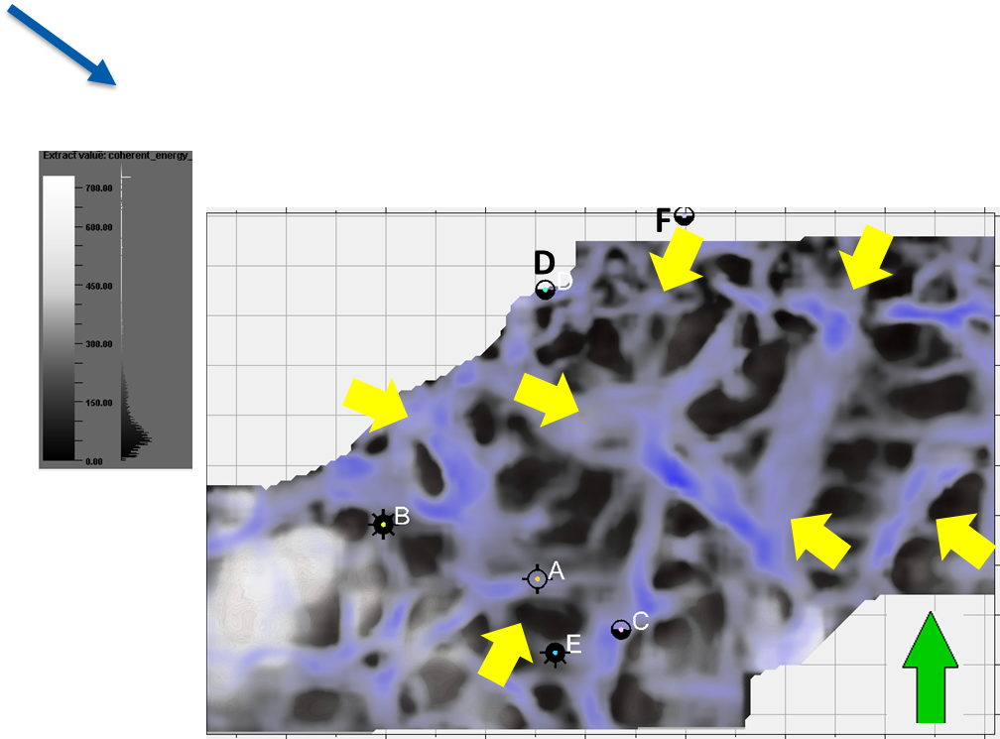 Extract value: coherent_energy_
700.00
600.00
450.00
300.00
150.00
0.00
F
D
D
B
A
C
E